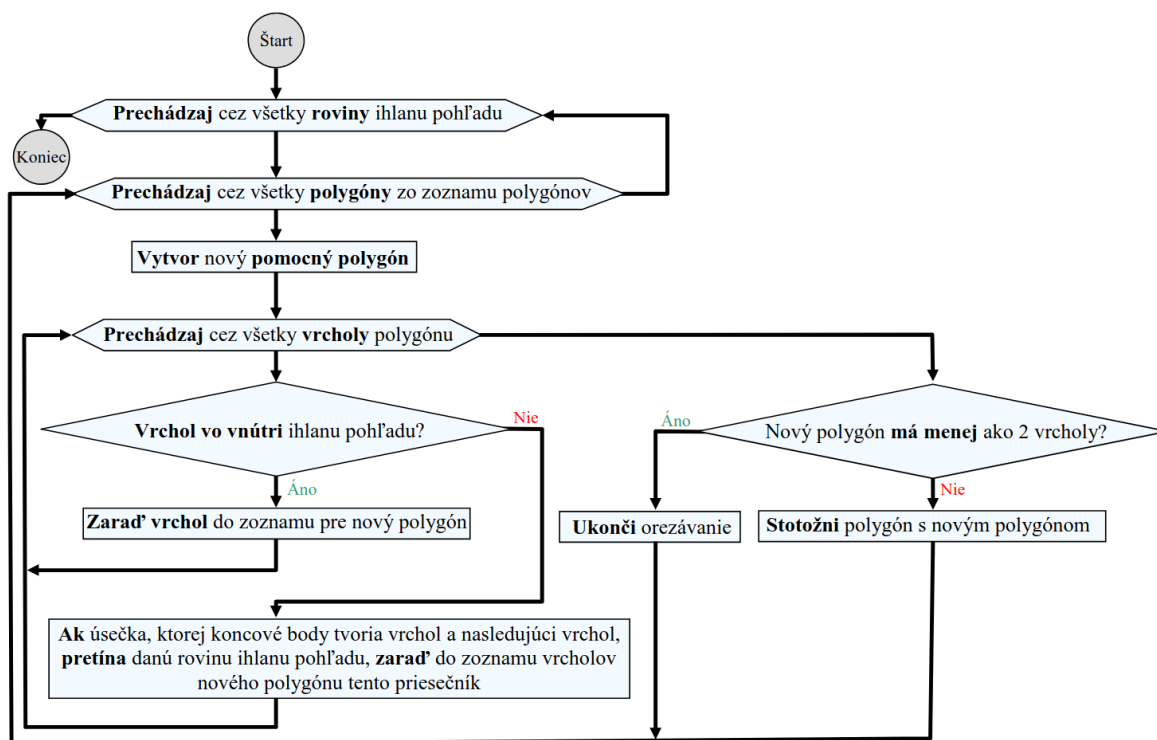 Štart
Prechádzaj cez všetky roviny ihlanu pohľadu
Koniec
Prechádzaj cez všetky polygóny zo zoznamu polygónov
Vytvor nový pomocný polygón
Prechádzaj cez všetky vrcholy polygónu
Vrchol vo vnútri ihlanu pohľadu?
Nie
Áno
Zaraď vrchol do zoznamu pre nový polygón
Ak úsečka, ktorej koncové body tvoria vrchol a nasledujúci vrchol,
pretína danú rovinu ihlanu pohľadu, zaraď do zoznamu vrcholov
nového polygónu tento priesečník
Nový polygón má menej ako 2 vrcholy?
Áno
Nie
Ukonči orezávanie
Stotožni polygón s novým polygónom